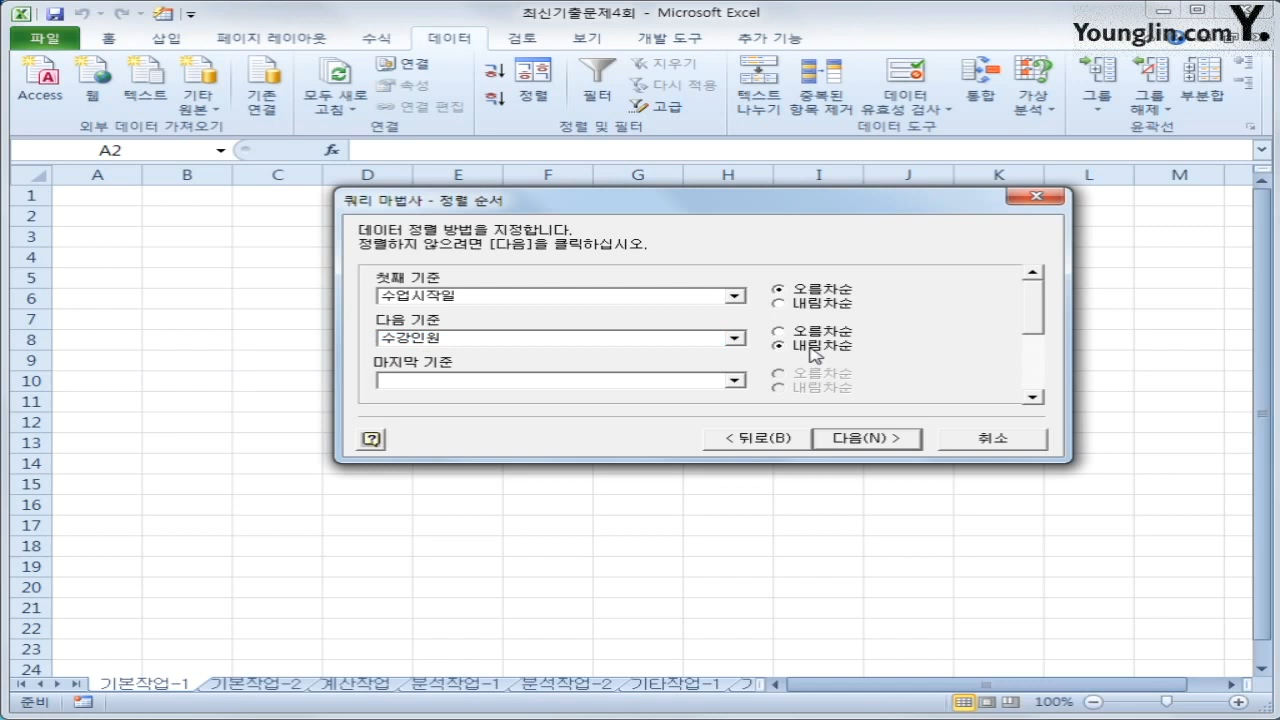 최신기출문제4회 - Microsoft Excel
YoungJin.com Y.
파일 홈 삽입 페이지 레이아웃 수식 데이터 검토 보기 개발 도구 추가 기능
Access 웹 텍스트 기타 원본 기존 연결
외부 데이터 가져오기
모두 새로 고침 연결 속성 연결 편집
연결
정렬 필터 지우기 다시 적용 고급
정렬 및 필터
텍스트 나누기 중복된 항목 제거 데이터 유효성 검사 통합 가상 분석
데이터 도구
그룹 그룹 해제 부분합
윤곽선
A2 fx
A B C D E F G H I J K L M
1
2
3
4
5
6
7
8
9
10
11
12
13
14
15
16
17
18
19
20
21
22
23
24
쿼리 마법사 - 정렬 순서
데이터 정렬 방법을 지정합니다.
정렬하지 않으려면 [다음]을 클릭하십시오.
첫째 기준
수업시작일
오름차순
내림차순
다음 기준
수강인원
오름차순
내림차순
마지막 기준
오름차순
내림차순
< 뒤로(B) 다음(N) > 취소
기본작업-1 기본작업-2 계산작업 분석작업-1 분석작업-2 기타작업-1
준비 100%